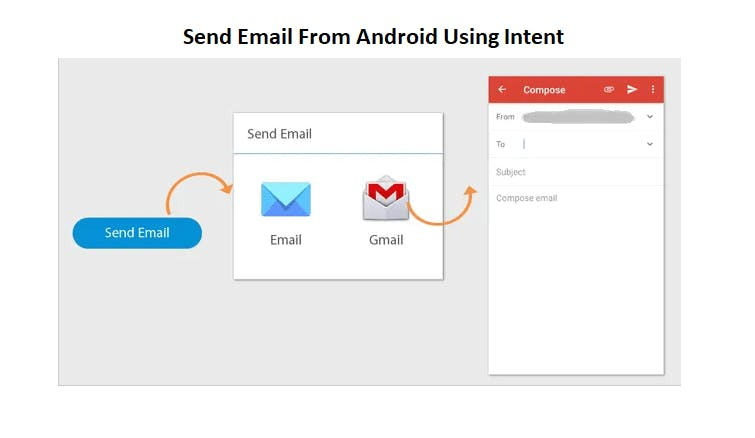 Send Email From Android Using Intent
Send Email
Send Email
Email
Gmail
Compose
From
To
Subject
Compose email